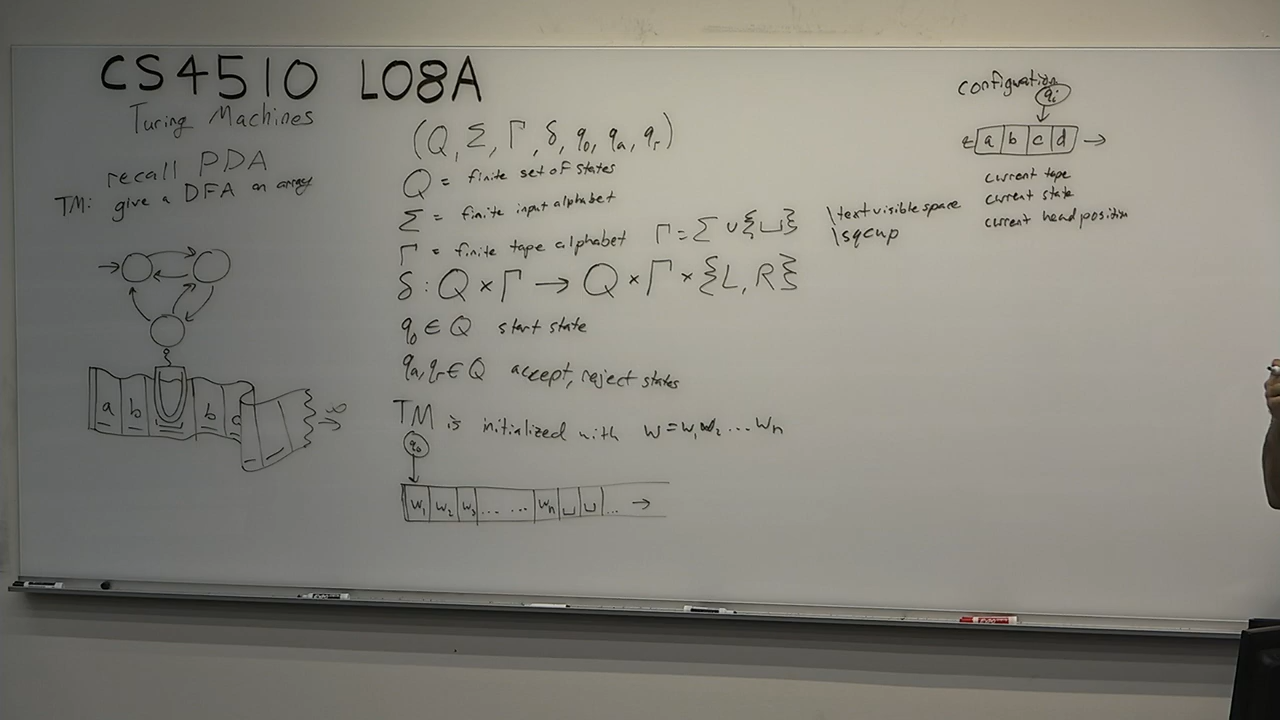 CS4510 L08A
Turing Machines
recall PDA
TM: give a DFA an array
a b b c
∞
(Q, Σ, Γ, δ, q₀, qₐ, qᵣ)
Q = finite set of states
Σ = finite input alphabet
Γ = finite tape alphabet Γ = Σ ∪ {␣}
\textvisiblespace
\sqcup
δ : Q × Γ → Q × Γ × {L, R}
q₀ ∈ Q start state
qₐ, qᵣ ∈ Q accept, reject states
TM is initialized with w = w₁w₂ ... wₙ
q₀
w₁ w₂ w₃ ... ... wₙ ␣ ␣ ... →
configuration
qᵢ
a b c d →
current tape
current state
current head position